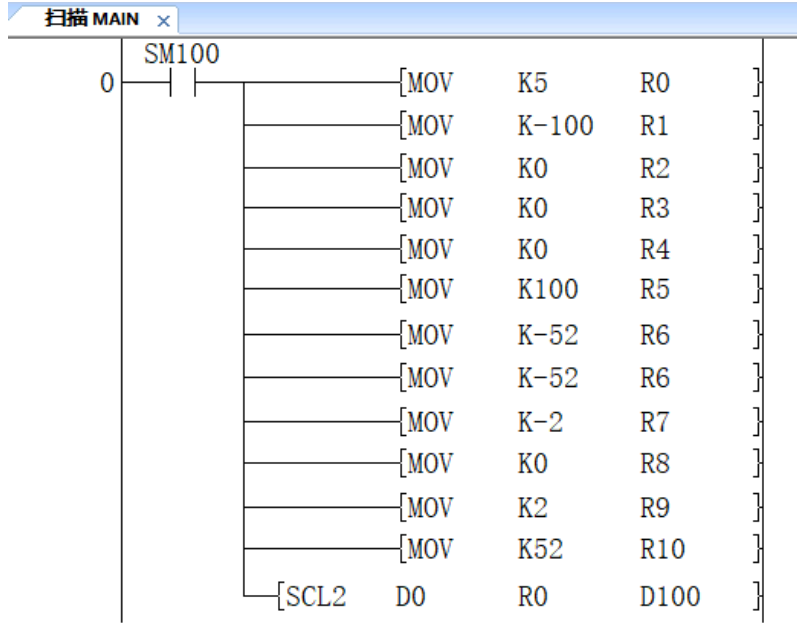 扫描 MAIN ×
SM100
0 MOV K5 R0
MOV K-100 R1
MOV K0 R2
MOV K0 R3
MOV K0 R4
MOV K100 R5
MOV K-52 R6
MOV K-52 R6
MOV K-2 R7
MOV K0 R8
MOV K2 R9
MOV K52 R10
SCL2 D0 R0 D100